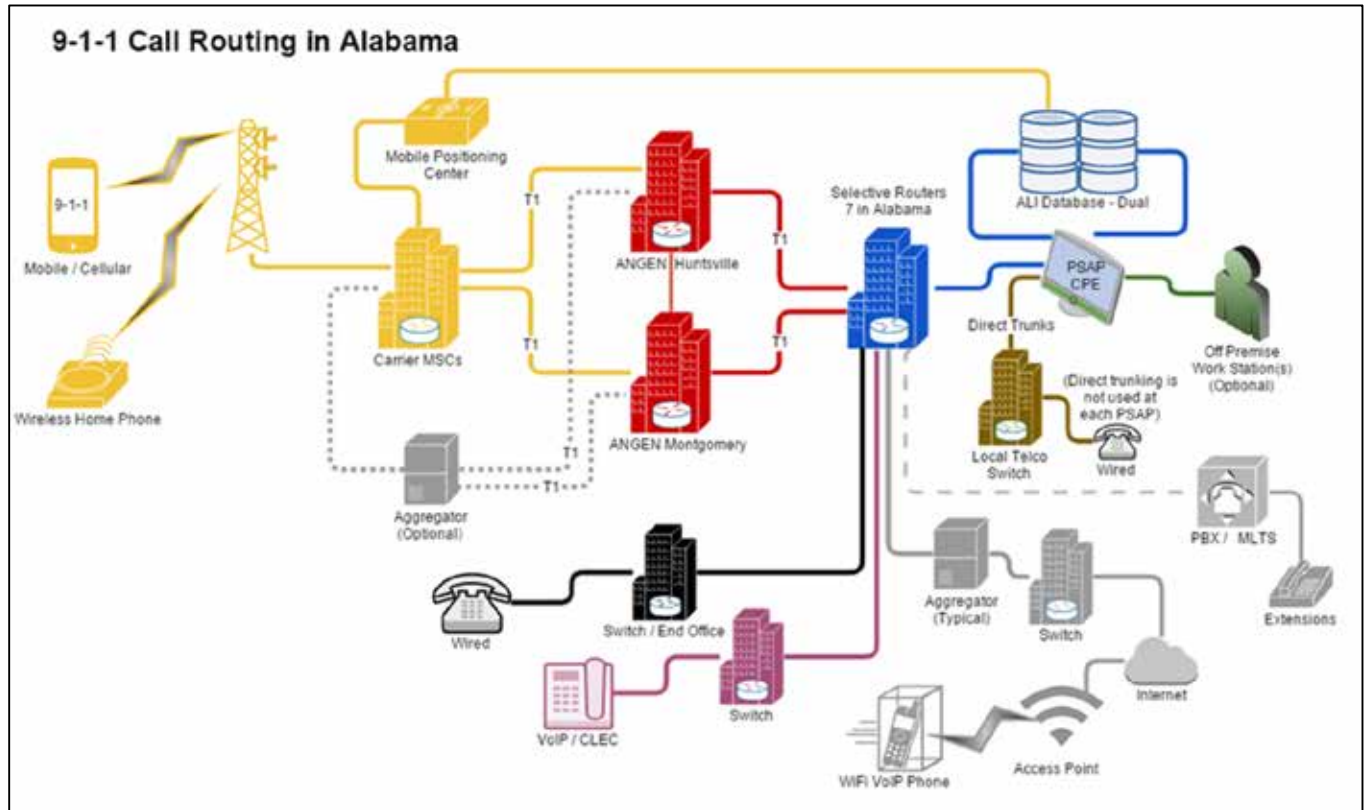 9-1-1 Call Routing in Alabama
9-1-1
Mobile / Cellular
Wireless Home Phone
Mobile Positioning
Center
Carrier MSCs
Aggregator
(Optional)
T1
T1
T1
T1
ANGEN Huntsville
ANGEN Montgomery
T1
T1
Selective Routers
7 in Alabama
ALI Database - Dual
PSAP
CPE
Direct Trunks
Off Premise
Work Station(s)
(Optional)
(Direct trunking is
not used at
each PSAP)
Local Telco
Switch
Wired
PBX / MLTS
Extensions
Aggregator
(Typical)
Switch
Internet
Access Point
WiFi VoIP Phone
Wired
Switch / End Office
VoIP / CLEC
Switch